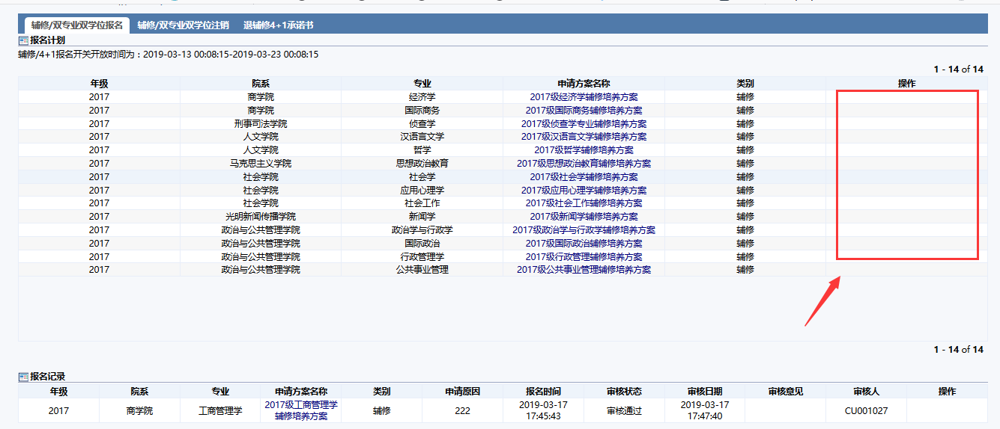 辅修/双专业双学位报名 辅修/双专业双学位注销 退辅修4+1承诺书
报名计划
辅修/4+1报名开关开放时间为：2019-03-13 00:08:15-2019-03-23 00:08:15
1 - 14 of 14
年级 院系 专业 申请方案名称 类别 操作
2017 商学院 经济学 2017级经济学辅修培养方案 辅修
2017 商学院 国际商务 2017级国际商务辅修培养方案 辅修
2017 刑事司法学院 侦查学 2017级侦查学专业辅修培养方案 辅修
2017 人文学院 汉语言文学 2017级汉语言文学辅修培养方案 辅修
2017 人文学院 哲学 2017级哲学辅修培养方案 辅修
2017 马克思主义学院 思想政治教育 2017级思想政治教育辅修培养方案 辅修
2017 社会学院 社会学 2017级社会学辅修培养方案 辅修
2017 社会学院 应用心理学 2017级应用心理学辅修培养方案 辅修
2017 社会学院 社会工作 2017级社会工作辅修培养方案 辅修
2017 光明新闻传播学院 新闻学 2017级新闻学辅修培养方案 辅修
2017 政治与公共管理学院 政治学与行政学 2017级政治学与行政学辅修培养方案 辅修
2017 政治与公共管理学院 国际政治 2017级国际政治辅修培养方案 辅修
2017 政治与公共管理学院 行政管理学 2017级行政管理辅修培养方案 辅修
2017 政治与公共管理学院 公共事业管理 2017级公共事业管理辅修培养方案 辅修
1 - 14 of 14
报名记录
年级 院系 专业 申请方案名称 类别 申请原因 报名时间 审核状态 审核日期 审核意见 审核人 操作
2017 商学院 工商管理学 2017级工商管理学辅修培养方案 辅修 222 2019-03-17 17:45:43 审核通过 2019-03-17 17:47:40 CU001027